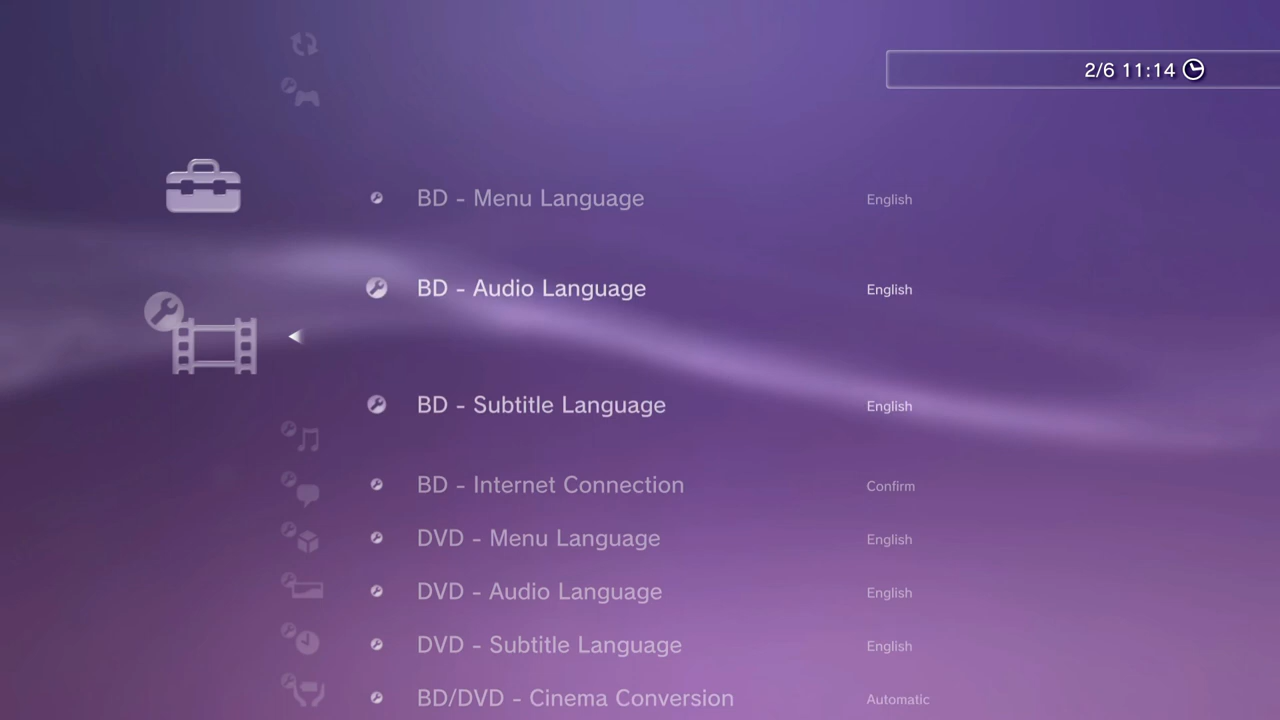 2/6 11:14
BD - Menu Language English
BD - Audio Language English
BD - Subtitle Language English
BD - Internet Connection Confirm
DVD - Menu Language English
DVD - Audio Language English
DVD - Subtitle Language English
BD/DVD - Cinema Conversion Automatic